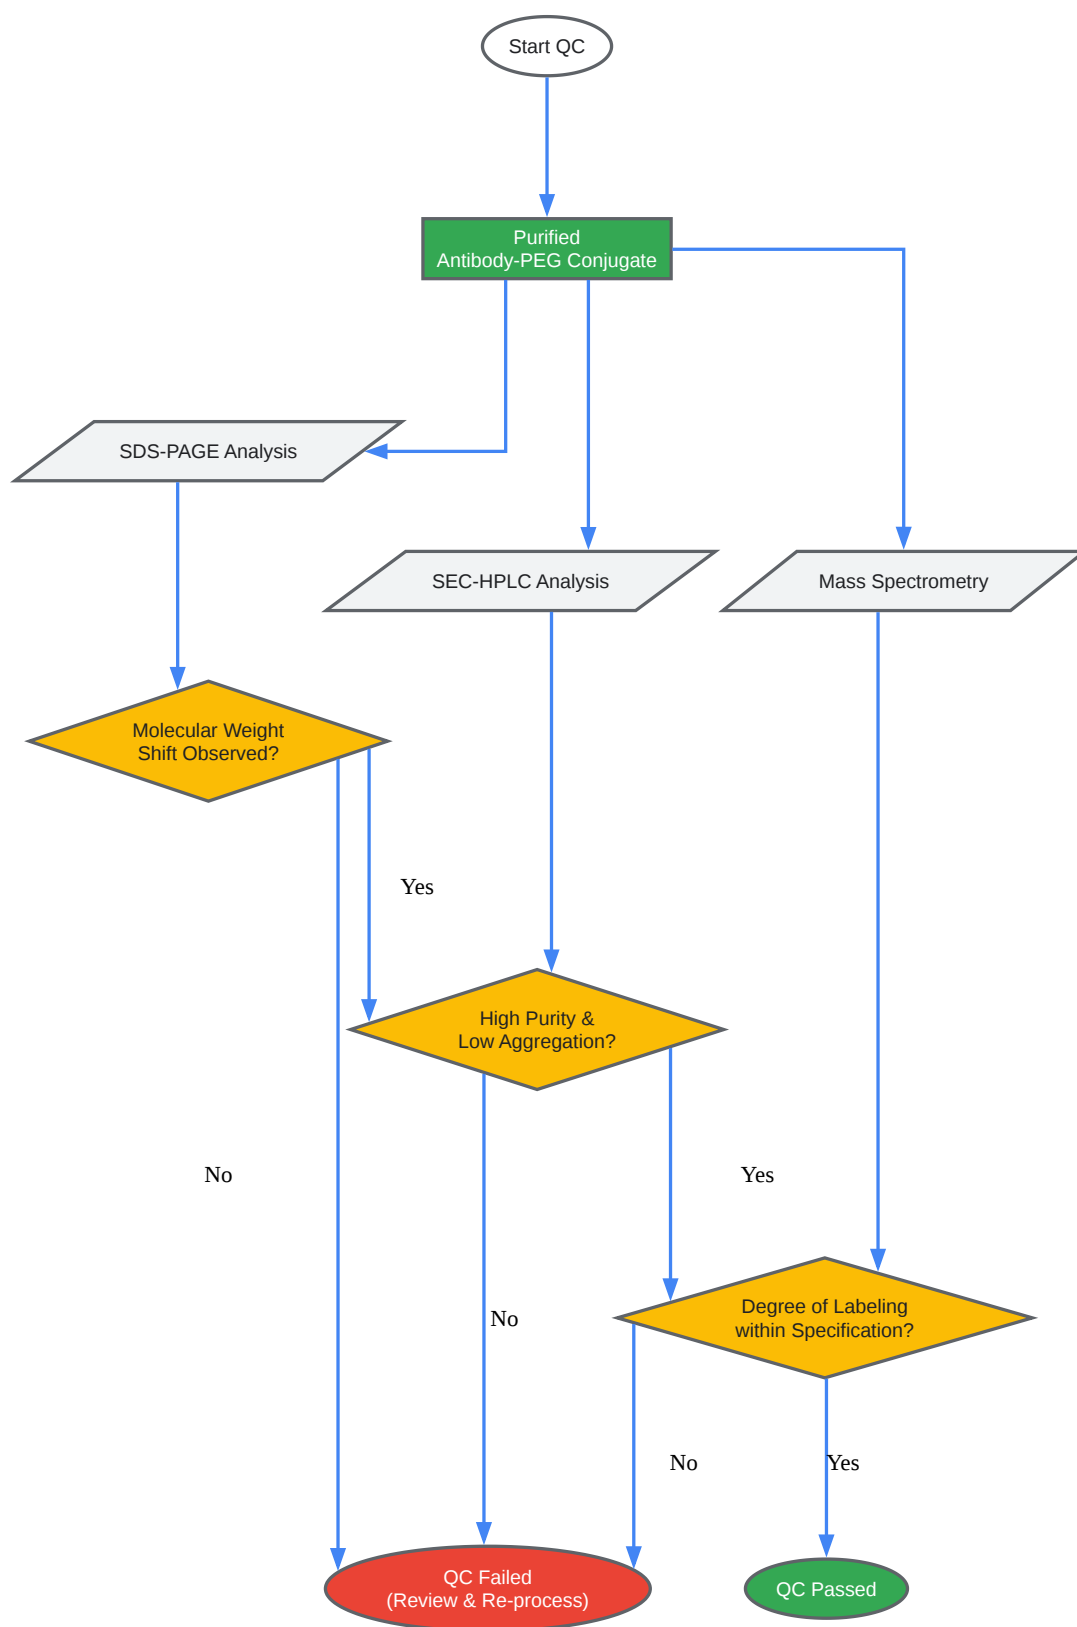 Start QC
Purified
Antibody-PEG Conjugate
SDS-PAGE Analysis
SEC-HPLC Analysis
Mass Spectrometry
Molecular Weight
Shift Observed?
Yes
High Purity &
Low Aggregation?
No
Yes
Degree of Labeling
within Specification?
No
No
Yes
QC Failed
(Review & Re-process)
QC Passed